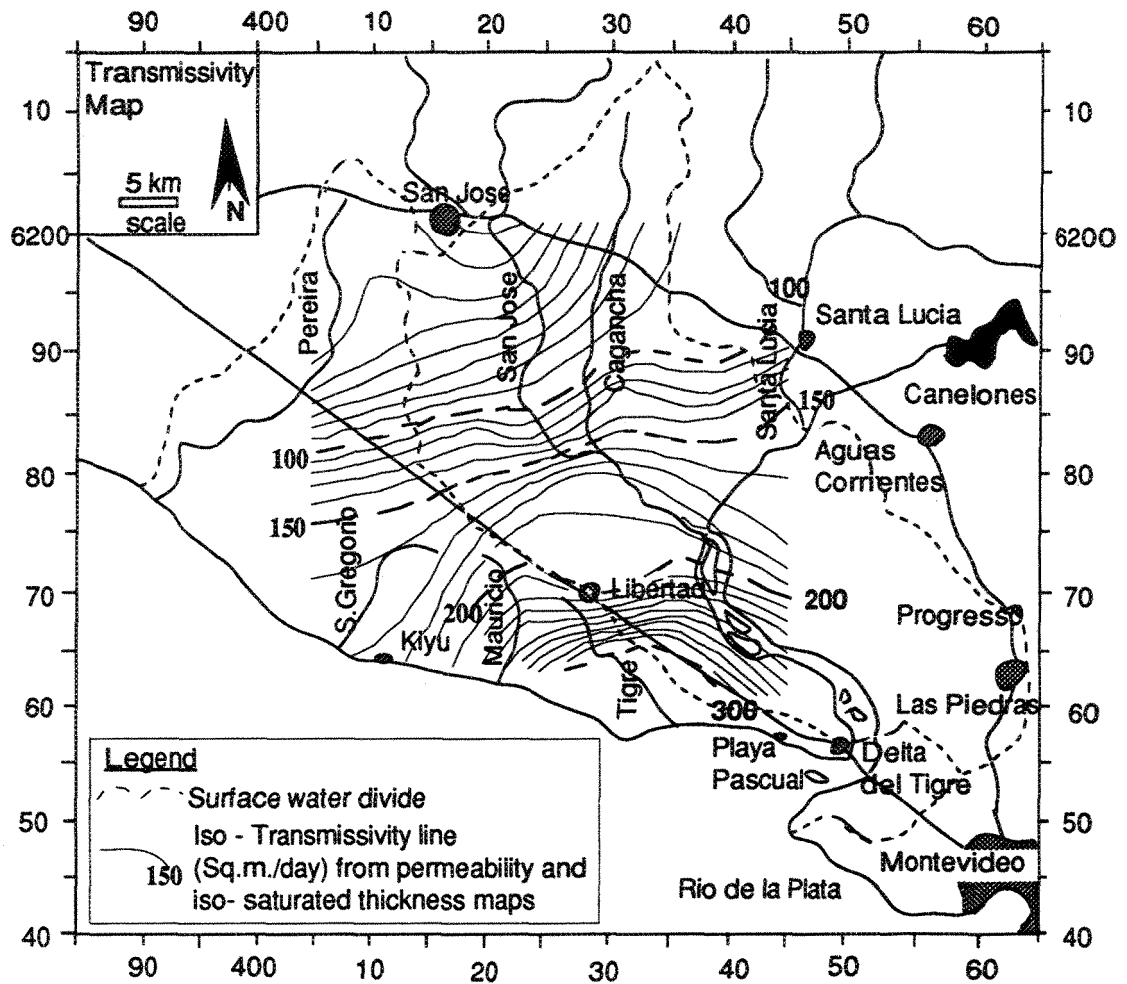 90 400 10 20 30 40 50 60
Transmissivity
Map
10
10
5 km
scale
N
San Jose
6200
6200
Pereira
San Jose
Cagancha
100
Santa Lucia
Santa Lucia
90
90
Canelones
150
100
Aguas
Corrientes
80
80
150
S.Gregorio
70
Libertad
200
70
200
Mauricio
Progresso
Kiyu
Tigre
60
300
Las Piedras
60
Playa
Pascual
Delta
del Tigre
Legend
Surface water divide
50
50
Iso - Transmissivity line
150 (Sq.m./day) from permeability and
iso- saturated thickness maps
Montevideo
Rio de la Plata
40
40
90 400 10 20 30 40 50 60